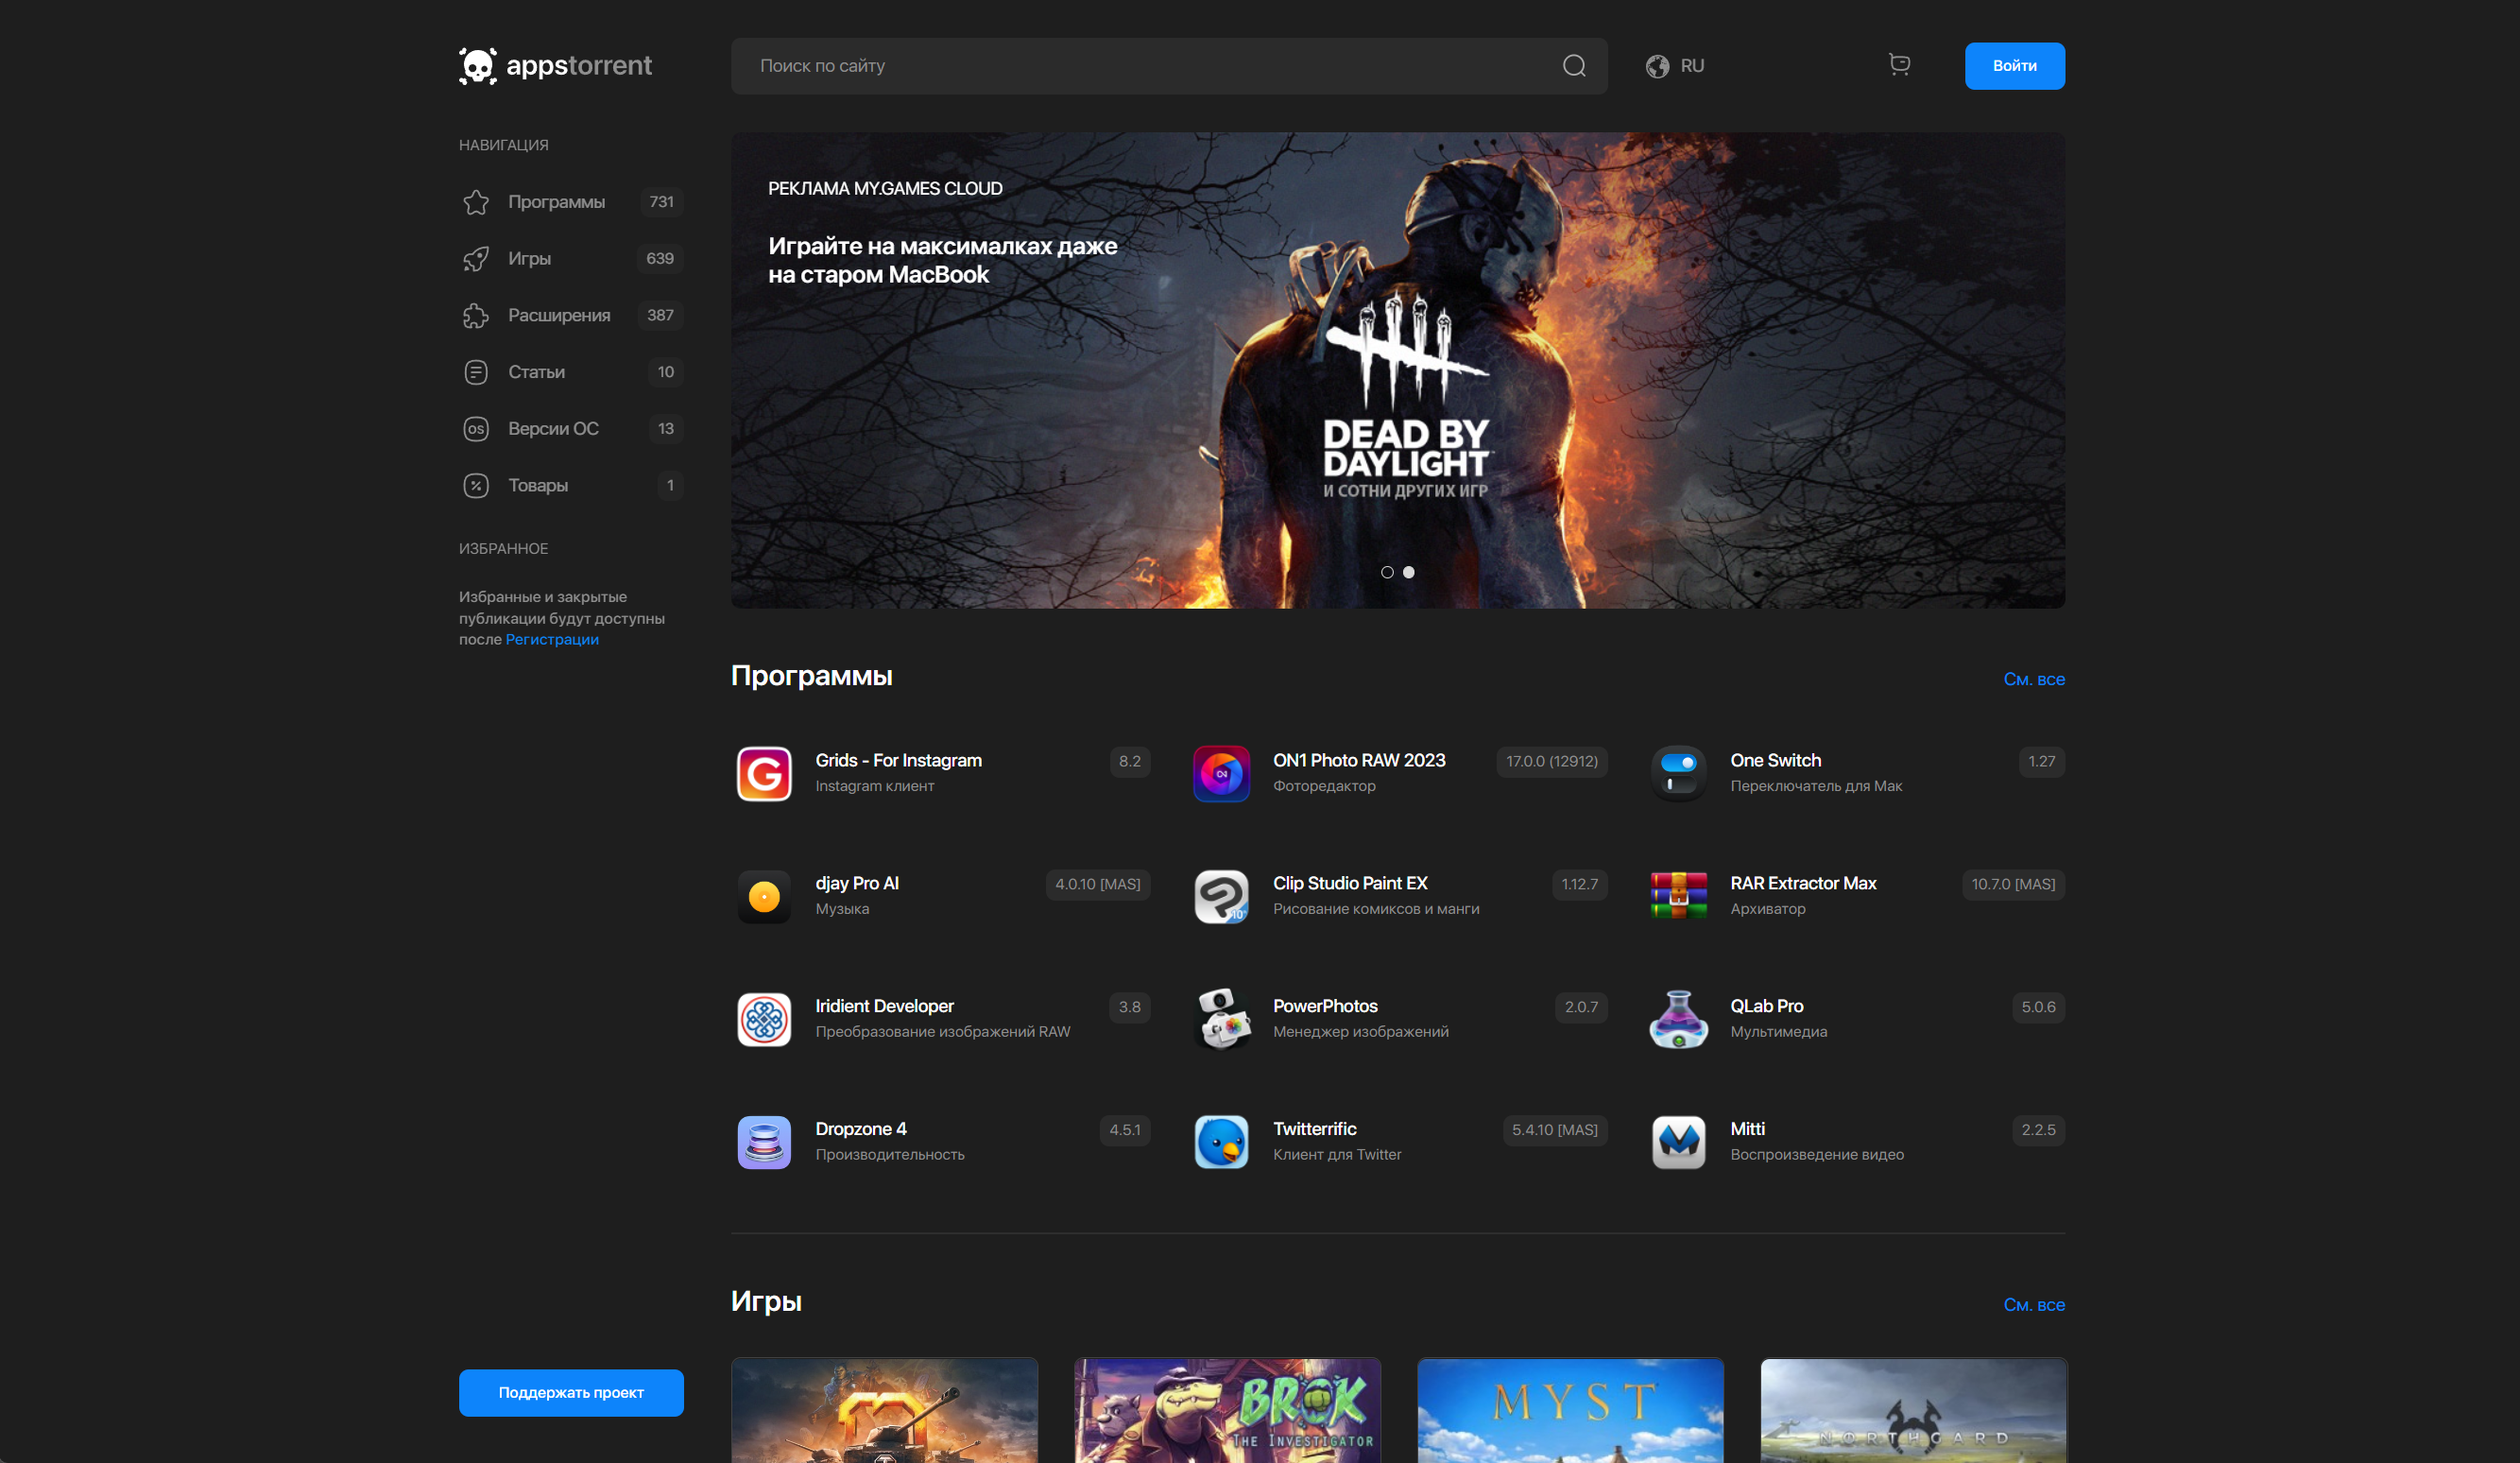 appstorrent
Поиск по сайту
RU
Войти
НАВИГАЦИЯ
Программы 731
Игры 639
Расширения 387
Статьи 10
OS Версии ОС 13
Товары 1
ИЗБРАННОЕ
Избранные и закрытые
публикации будут доступны
после Регистрации
Поддержать проект
РЕКЛАМА MY.GAMES CLOUD
Играйте на максималках даже
на старом MacBook
DEAD BY
DAYLIGHT
И СОТНИ ДРУГИХ ИГР
Программы
См. все
Grids - For Instagram 8.2
Instagram клиент
ON1 Photo RAW 2023 17.0.0 (12912)
Фоторедактор
One Switch 1.27
Переключатель для Мак
djay Pro AI 4.0.10 [MAS]
Музыка
Clip Studio Paint EX 1.12.7
Рисование комиксов и манги
RAR Extractor Max 10.7.0 [MAS]
Архиватор
Iridient Developer 3.8
Преобразование изображений RAW
PowerPhotos 2.0.7
Менеджер изображений
QLab Pro 5.0.6
Мультимедиа
Dropzone 4 4.5.1
Производительность
Twitterrific 5.4.10 [MAS]
Клиент для Twitter
Mitti 2.2.5
Воспроизведение видео
Игры
См. все
BROK
THE INVESTIGATOR
MYST
NORTHGARD